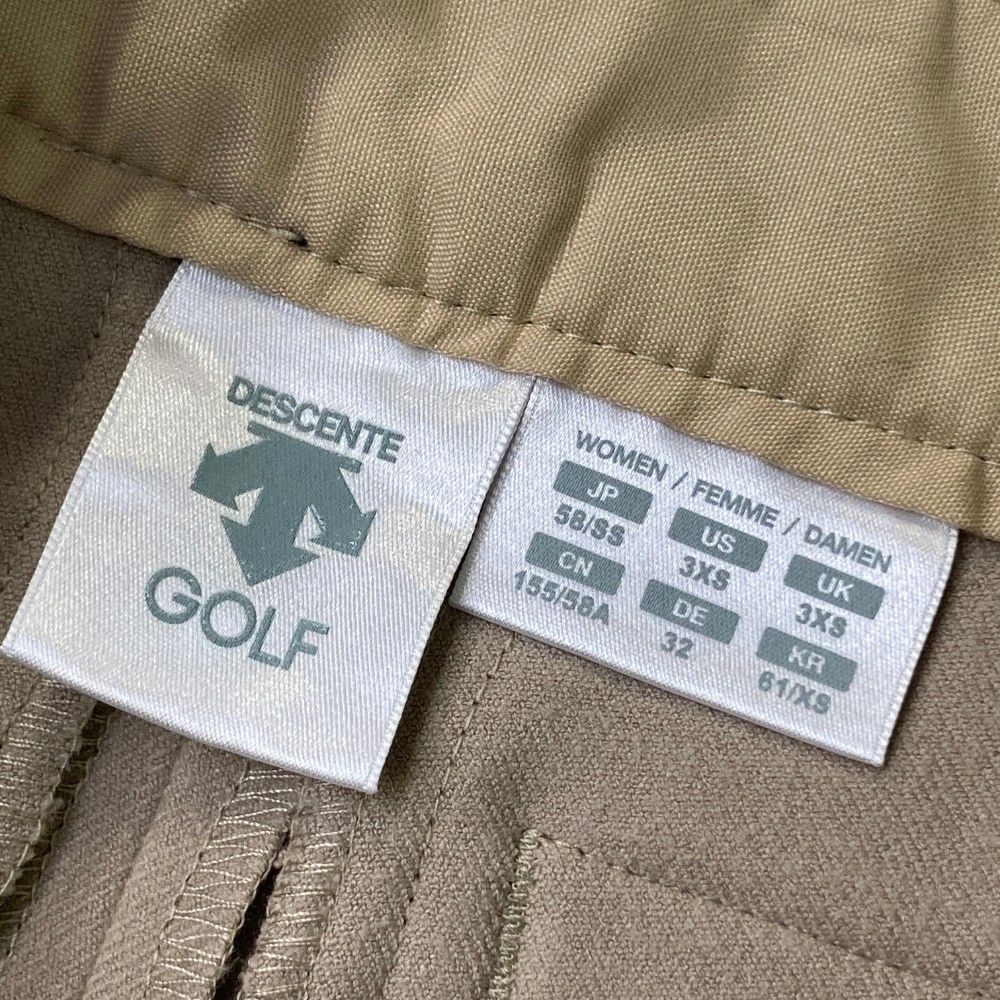 DESCENTE
GOLF
WOMEN / FEMME / DAMEN
JP US UK
58/SS 3XS 3XS
CN DE KR
155/58A 32 61/XS